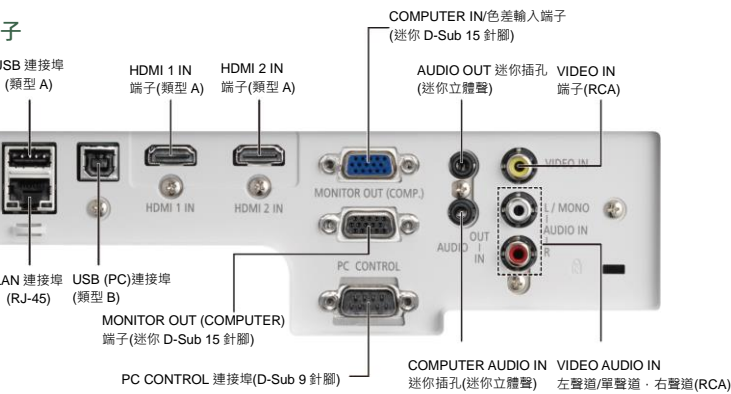 子
COMPUTER IN/色差輸入端子
(迷你 D-Sub 15 針腳)
連接埠
(類型 A)
HDMI 1 IN
端子(類型 A)
HDMI 2 IN
端子(類型 A)
AUDIO OUT 迷你插孔
(迷你立體聲)
VIDEO IN
端子(RCA)
VIDEO IN
MONITOR OUT (COMP.)
HDMI 1 IN
HDMI 2 IN
L / MONO
AUDIO IN
R
AUDIO
OUT
IN
PC CONTROL
連接埠
(RJ-45)
USB (PC)連接埠
(類型 B)
MONITOR OUT (COMPUTER)
端子(迷你 D-Sub 15 針腳)
PC CONTROL 連接埠(D-Sub 9 針腳)
COMPUTER AUDIO IN
迷你插孔(迷你立體聲)
VIDEO AUDIO IN
左聲道/單聲道﹐右聲道(RCA)